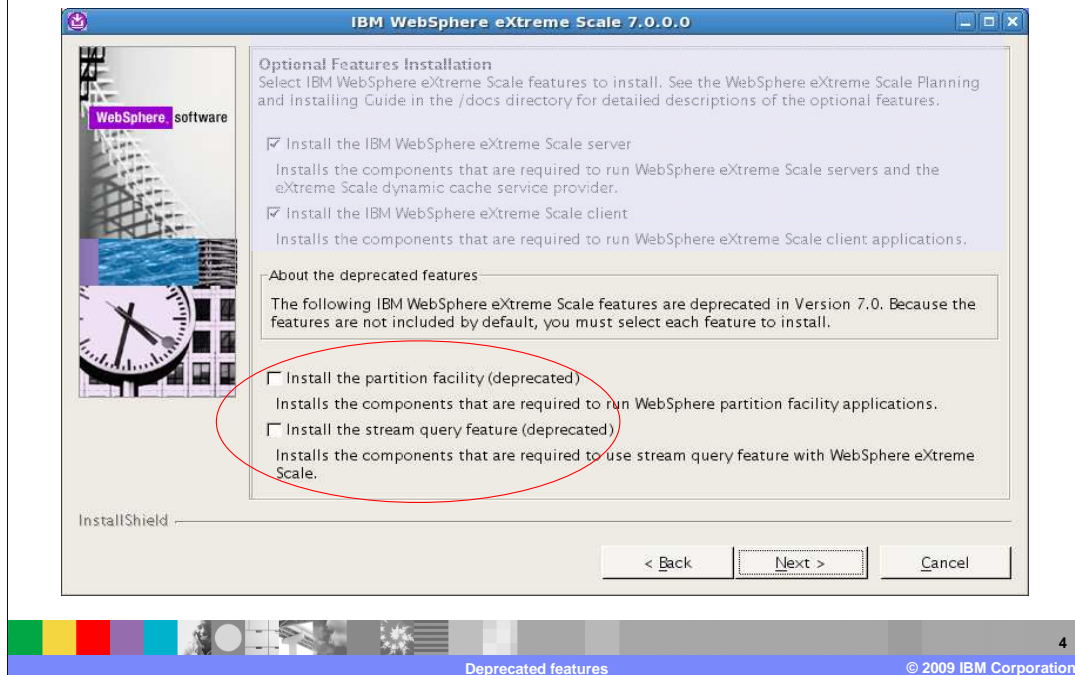 IBM WebSphere eXtreme Scale 7.0.0.0
WebSphere. software
Optional Features Installation
Select IBM WebSphere eXtreme Scale features to install. See the WebSphere eXtreme Scale Planning
and Installing Guide in the /docs directory for detailed descriptions of the optional features.
Install the IBM WebSphere eXtreme Scale server
Installs the components that are required to run WebSphere eXtreme Scale servers and the
eXtreme Scale dynamic cache service provider.
Install the IBM WebSphere eXtreme Scale client
Installs the components that are required to run WebSphere eXtreme Scale client applications.
About the deprecated features
The following IBM WebSphere eXtreme Scale features are deprecated in Version 7.0. Because the
features are not included by default, you must select each feature to install.
Install the partition facility (deprecated)
Installs the components that are required to run WebSphere partition facility applications.
Install the stream query feature (deprecated)
Installs the components that are required to use stream query feature with WebSphere eXtreme
Scale.
InstallShield
< Back
Next >
Cancel
4
Deprecated features
© 2009 IBM Corporation